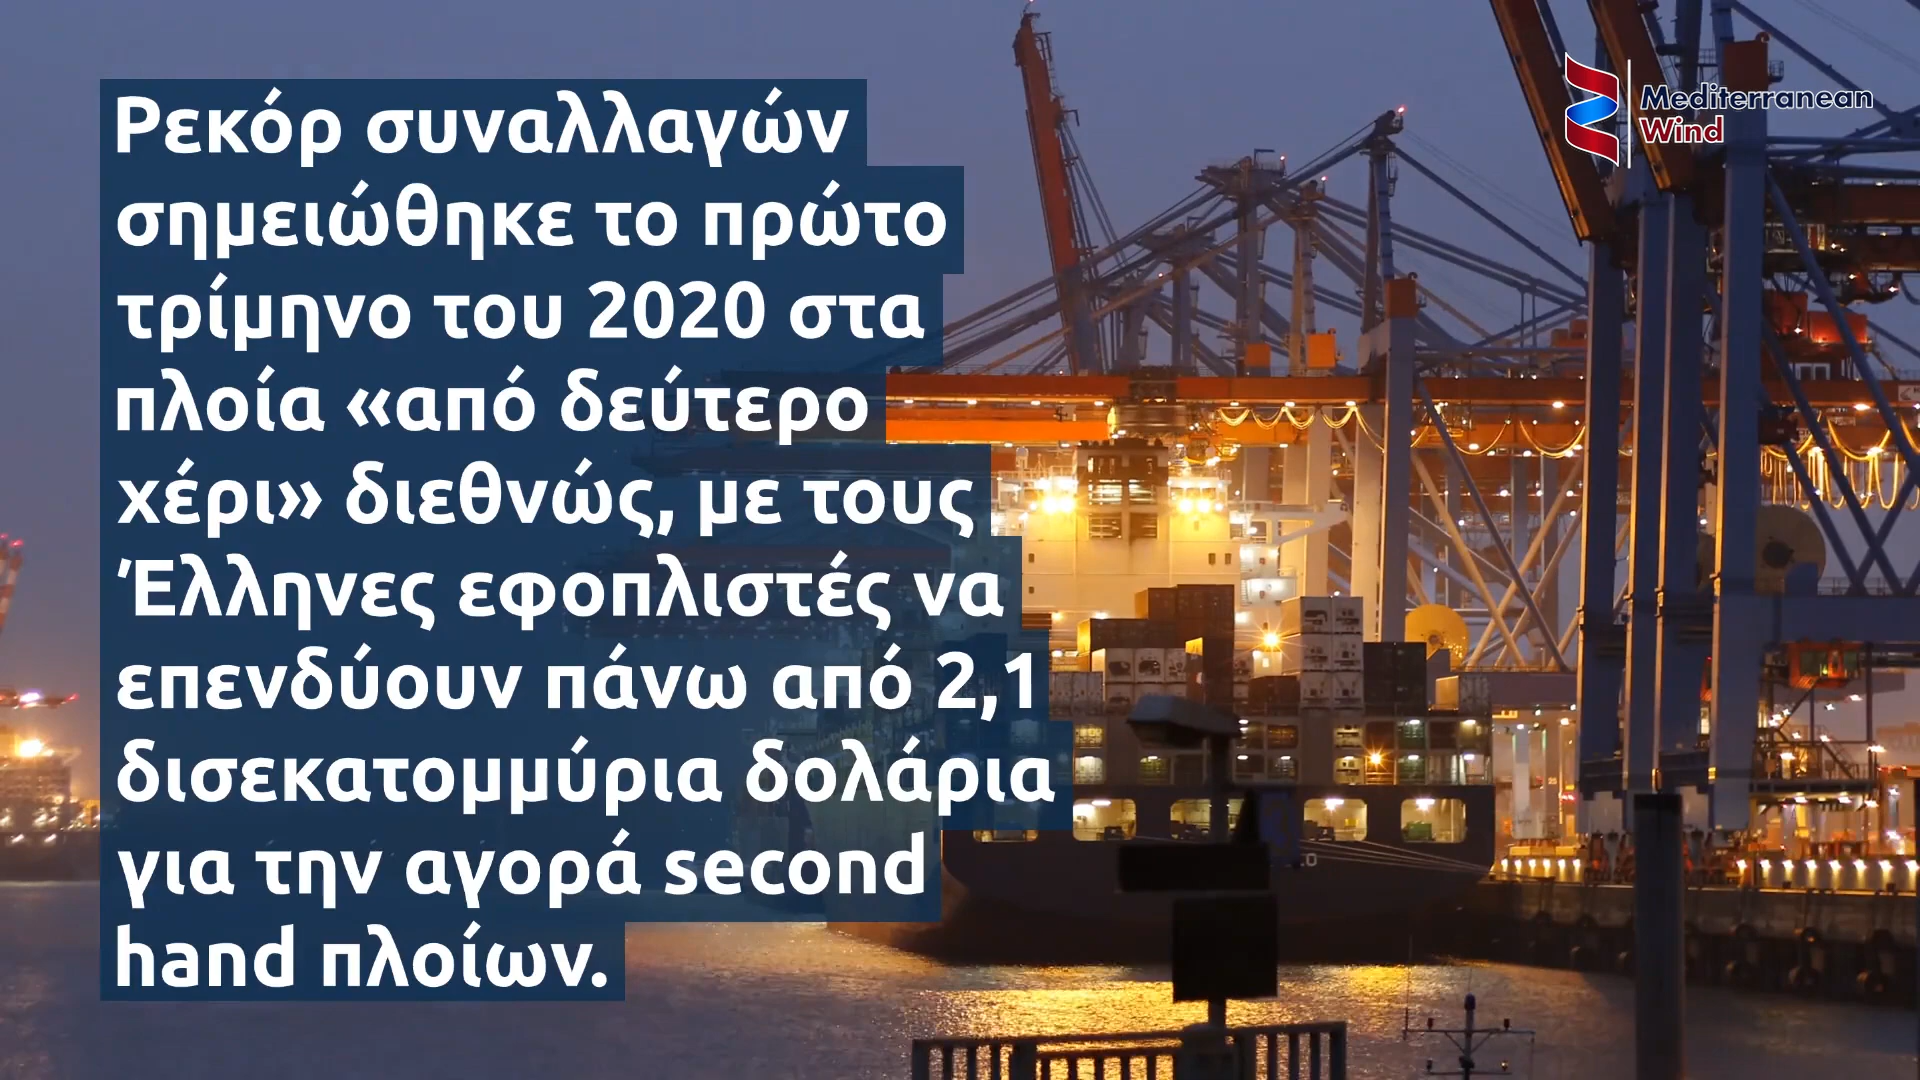 Ρεκόρ συναλλαγών
σημειώθηκε το πρώτο
τρίμηνο του 2020 στα
πλοία «από δεύτερο
χέρι» διεθνώς, με τους
Έλληνες εφοπλιστές να
επενδύουν πάνω από 2,1
δισεκατομμύρια δολάρια
για την αγορά second
hand πλοίων.
Mediterranean
Wind